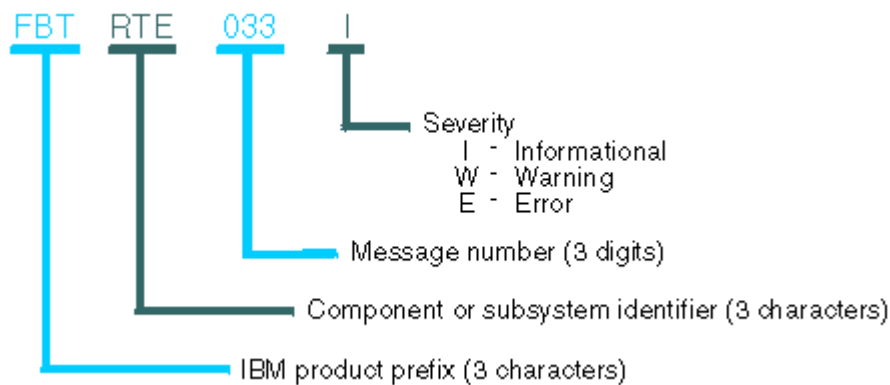 FBT RTE 033 I
Severity
I - Informational
W - Warning
E - Error
Message number (3 digits)
Component or subsystem identifier (3 characters)
IBM product prefix (3 characters)